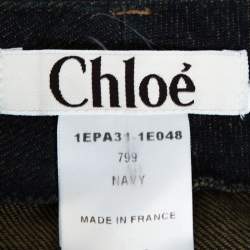 Chloé
1EPA31-1E048
799
NAVY
MADE IN FRANCE